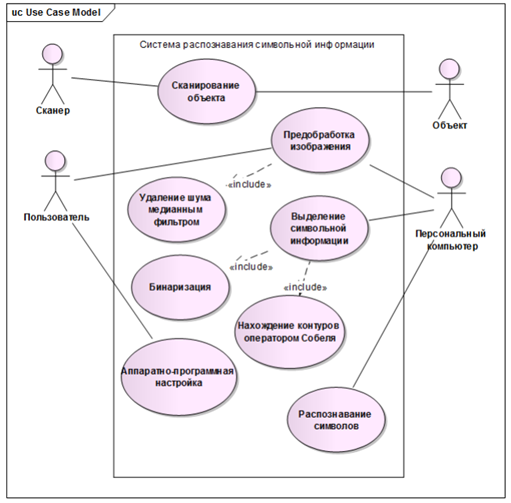 uc Use Case Model
Система распознавания символьной информации
Сканирование
объекта
Сканер
Объект
Предобработка
изображения
«include»
Удаление шума
медианным
фильтром
Пользователь
Персональный
компьютер
Выделение
символьной
информации
«include»
Бинаризация
«include»
Нахождение контуров
оператором Собеля
Аппаратно-программная
настройка
Распознавание
символов